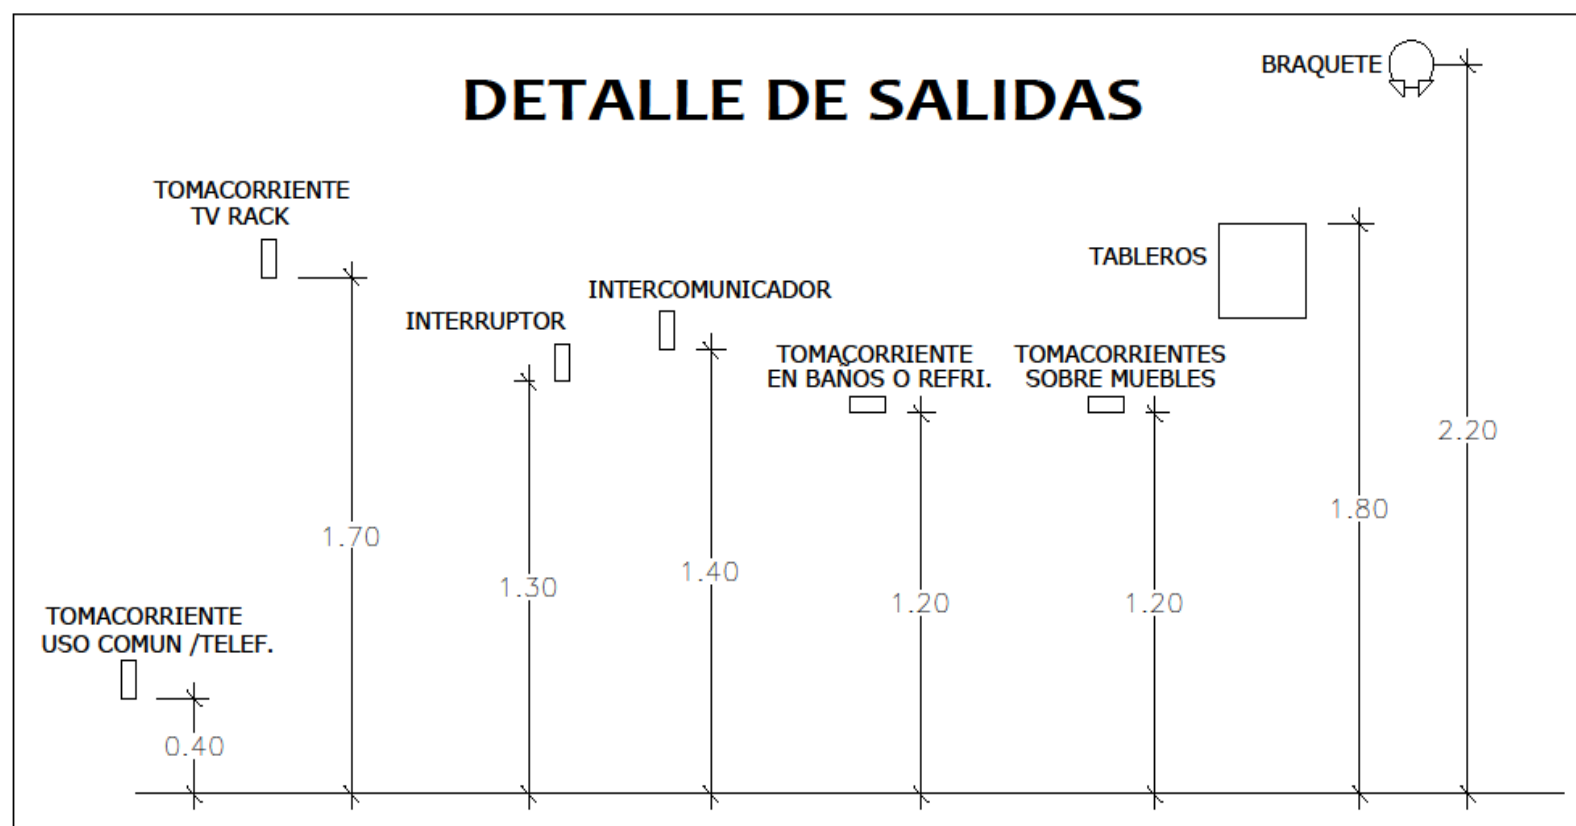 DETALLE DE SALIDAS
BRAQUETE
TOMACORRIENTE
TV RACK
TABLEROS
INTERCOMUNICADOR
INTERRUPTOR
TOMACORRIENTE
EN BAÑOS O REFRI.
TOMACORRIENTES
SOBRE MUEBLES
2.20
1.80
1.70
1.40
1.30
1.20
1.20
TOMACORRIENTE
USO COMUN /TELEF.
0.40